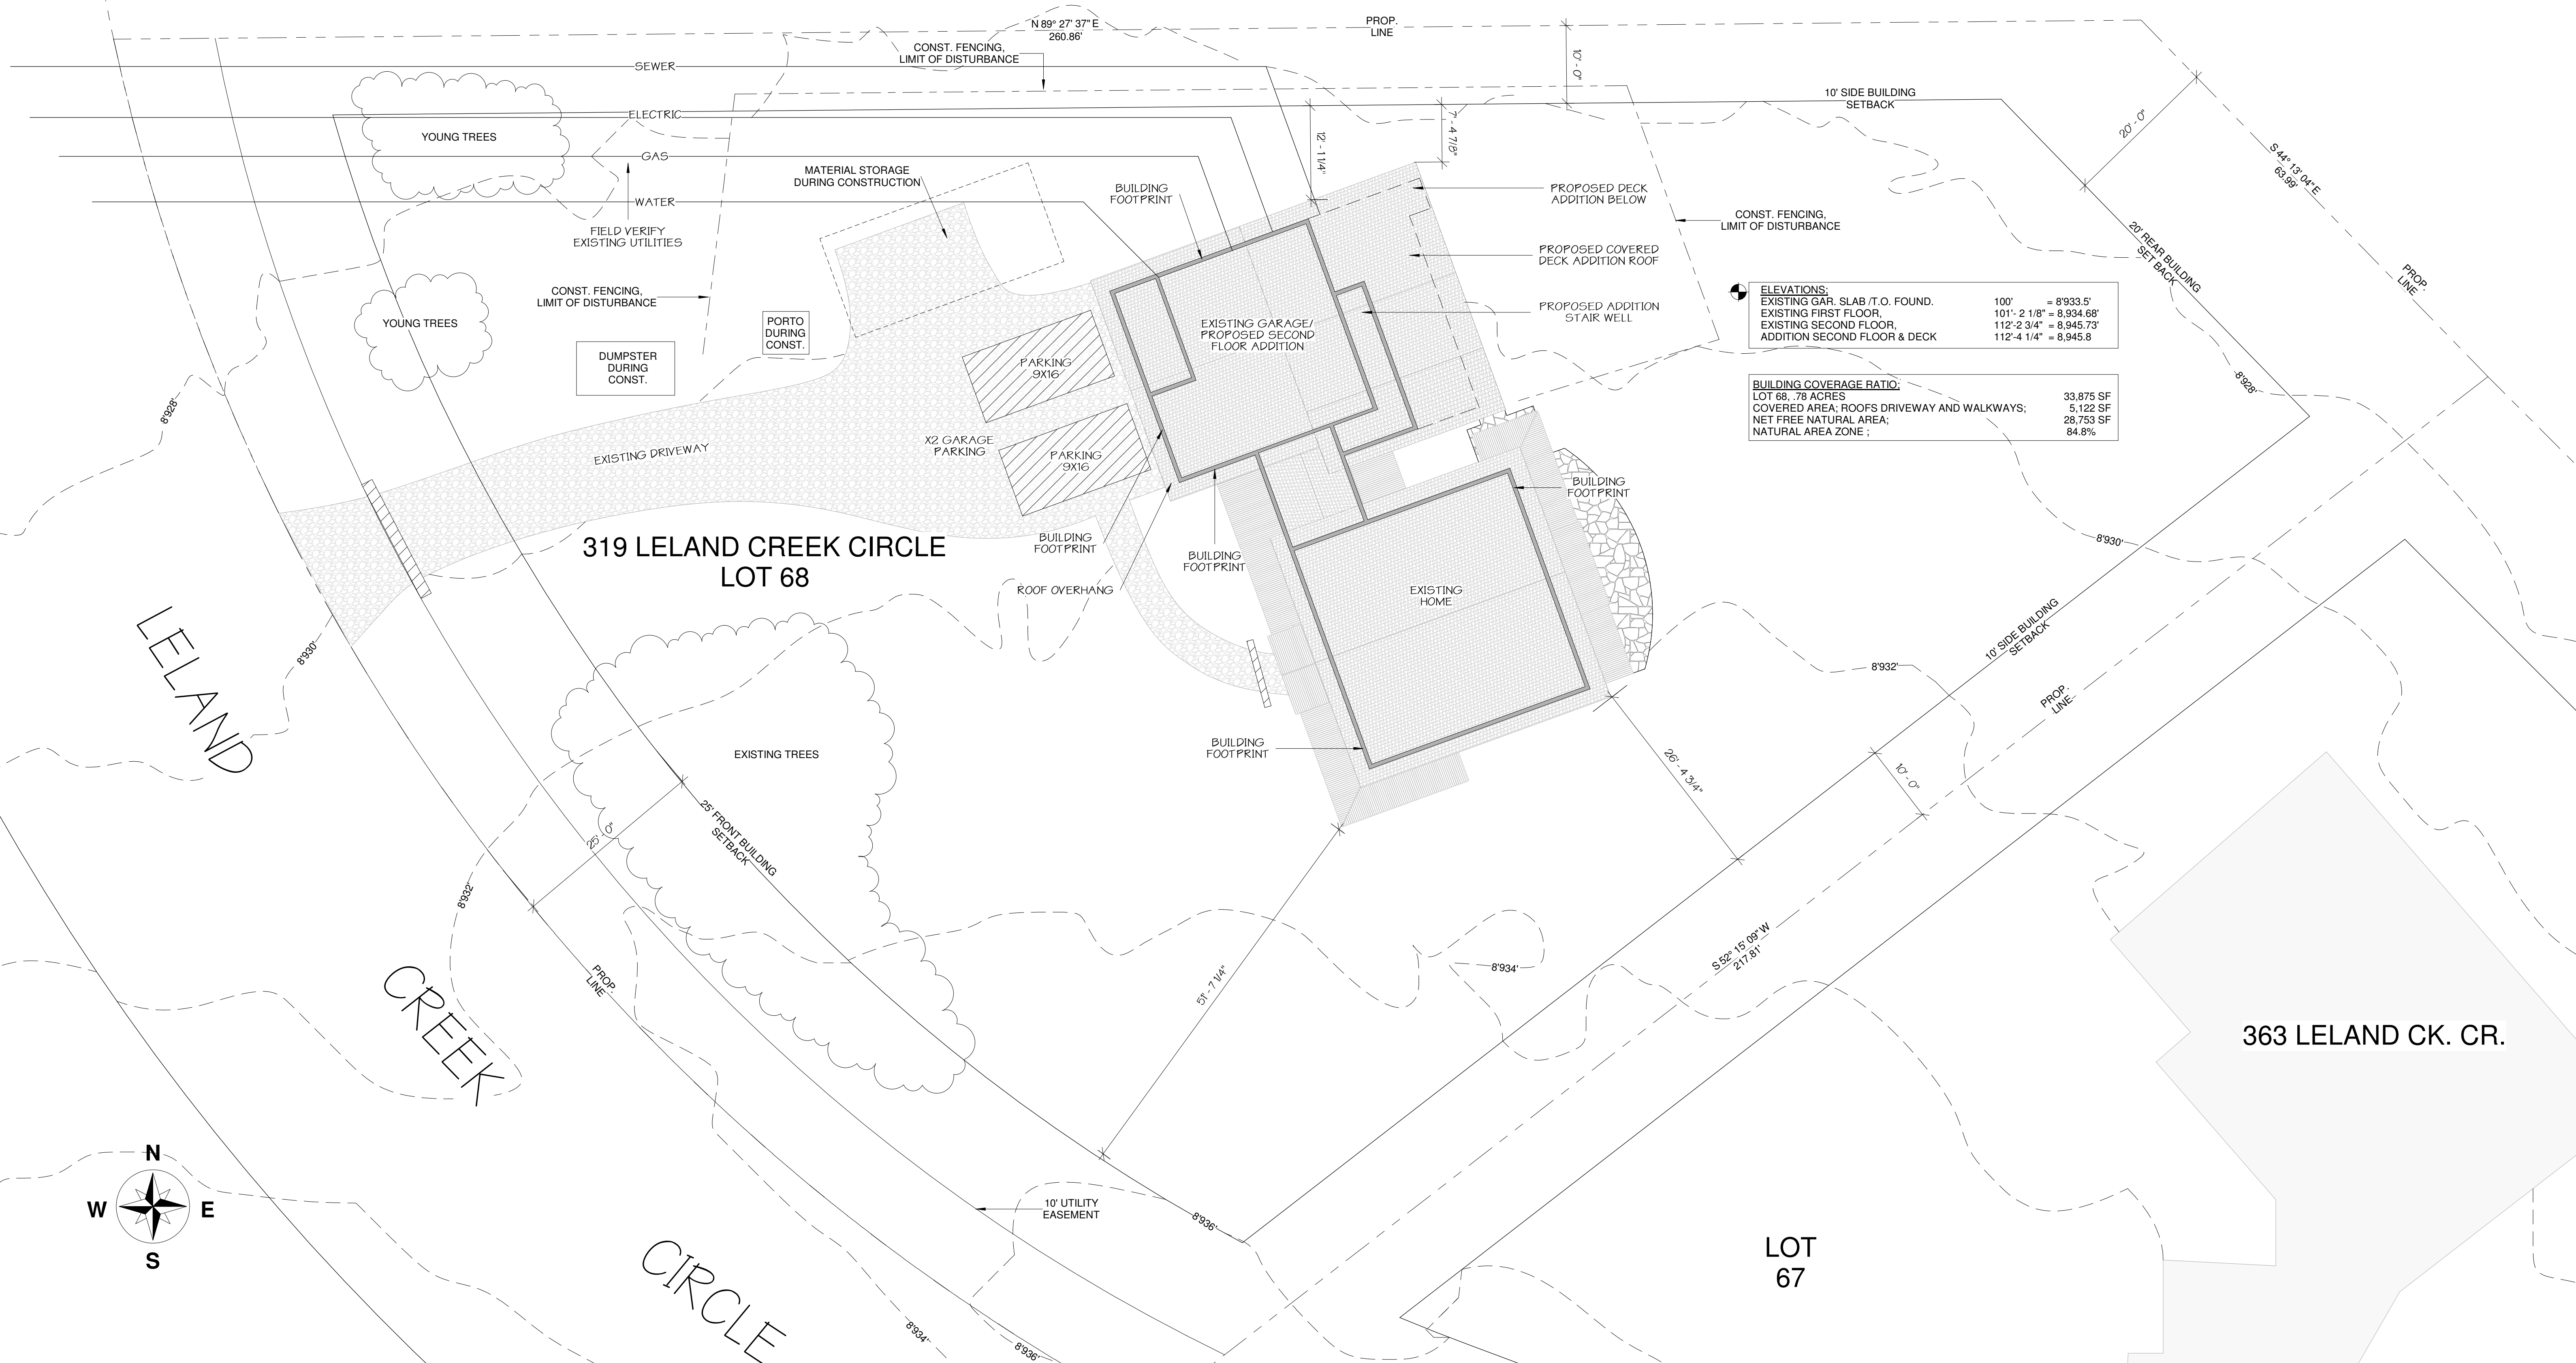 N 89° 27' 37" E
260.86'
PROP.
LINE
CONST. FENCING,
LIMIT OF DISTURBANCE
SEWER
10' - 0"
10' SIDE BUILDING
SETBACK
ELECTRIC
YOUNG TREES
GAS
12' - 1 1/4"
7' - 4 7/8"
20' - 0"
S 44° 13' 04" E
63.99'
MATERIAL STORAGE
DURING CONSTRUCTION
BUILDING
FOOTPRINT
PROPOSED DECK
ADDITION BELOW
WATER
FIELD VERIFY
EXISTING UTILITIES
CONST. FENCING,
LIMIT OF DISTURBANCE
PROPOSED COVERED
DECK ADDITION ROOF
20' REAR BUILDING
SET BACK
PROP.
LINE
CONST. FENCING,
LIMIT OF DISTURBANCE
PROPOSED ADDITION
STAIR WELL
ELEVATIONS;
EXISTING GAR. SLAB /T.O. FOUND. 100' = 8'933.5'
EXISTING FIRST FLOOR, 101'- 2 1/8" = 8,934.68'
EXISTING SECOND FLOOR, 112'-2 3/4" = 8,945.73'
ADDITION SECOND FLOOR & DECK 112'-4 1/4" = 8,945.8
YOUNG TREES
PORTO
DURING
CONST.
EXISTING GARAGE/
PROPOSED SECOND
FLOOR ADDITION
DUMPSTER
DURING
CONST.
PARKING
9X16
BUILDING COVERAGE RATIO;
LOT 68, .78 ACRES 33,875 SF
COVERED AREA; ROOFS DRIVEWAY AND WALKWAYS; 5,122 SF
NET FREE NATURAL AREA; 28,753 SF
NATURAL AREA ZONE ; 84.8%
8'928'
8'928'
EXISTING DRIVEWAY
X2 GARAGE
PARKING
PARKING
9X16
BUILDING
FOOTPRINT
319 LELAND CREEK CIRCLE
LOT 68
BUILDING
FOOTPRINT
BUILDING
FOOTPRINT
8'930'
ROOF OVERHANG
EXISTING
HOME
8'930'
10' SIDE BUILDING
SETBACK
8'932'
PROP.
LINE
LELAND
EXISTING TREES
BUILDING
FOOTPRINT
26' - 4 3/4"
10' - 0"
25' - 0"
25' FRONT BUILDING
SETBACK
8'932'
PROP.
LINE
51' - 7 1/4"
8'934'
S 52° 15' 09" W
217.81'
CREEK
363 LELAND CK. CR.
N
W E
S
10' UTILITY
EASEMENT
8'936'
LOT
67
CIRCLE
8'934'
8'936'